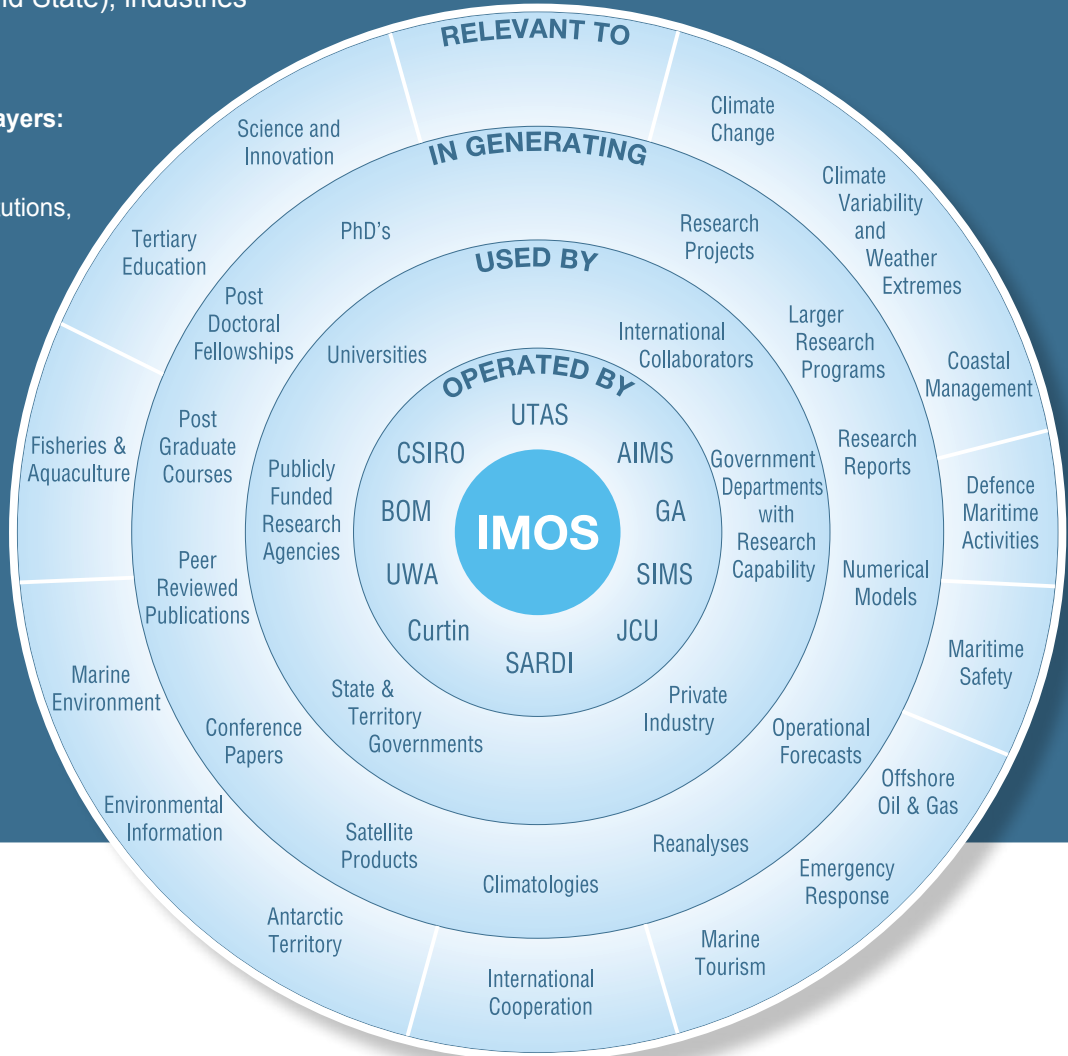 nd State), industries
ayers:
utions,
RELEVANT TO
Climate
Change
Climate
Variability
and
Weather
Extremes
Coastal
Management
Defence
Maritime
Activities
Maritime
Safety
Offshore
Oil & Gas
Emergency
Response
Marine
Tourism
International
Cooperation
Antarctic
Territory
Environmental
Information
Marine
Environment
Fisheries &
Aquaculture
Tertiary
Education
Science and
Innovation
IN GENERATING
Research
Projects
Larger
Research
Programs
Research
Reports
Numerical
Models
Operational
Forecasts
Reanalyses
Climatologies
Satellite
Products
Conference
Papers
Peer
Reviewed
Publications
Post
Graduate
Courses
Post
Doctoral
Fellowships
PhD's
USED BY
International
Collaborators
Government
Departments
with
Research
Capability
Private
Industry
State &
Territory
Governments
Publicly
Funded
Research
Agencies
Universities
OPERATED BY
UTAS
AIMS
GA
SIMS
JCU
SARDI
Curtin
UWA
BOM
CSIRO
IMOS